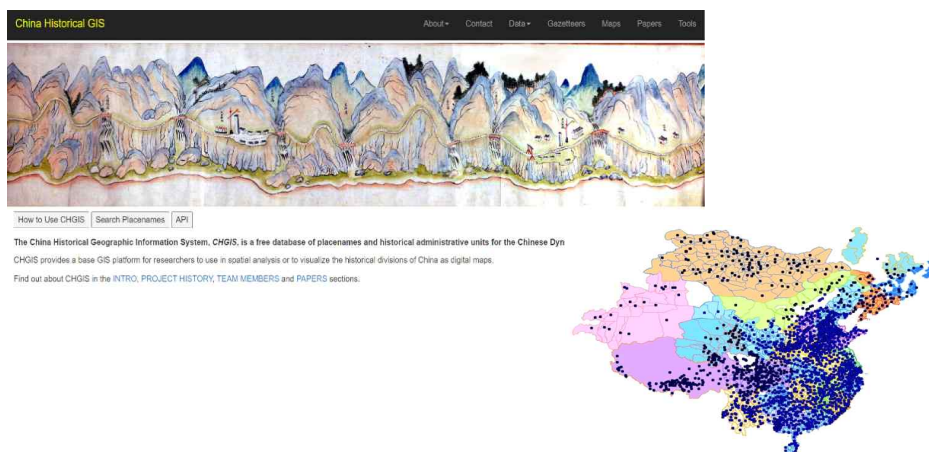 China Historical GIS
About Contact Data Gazetteers Maps Papers Tools
How to Use CHGIS Search Placenames API
The China Historical Geographic Information System, CHGIS, is a free database of placenames and historical administrative units for the Chinese Dyn
CHGIS provides a base GIS platform for researchers to use in spatial analysis or to visualize the historical divisions of China as digital maps.
Find out about CHGIS in the INTRO, PROJECT HISTORY, TEAM MEMBERS and PAPERS sections.